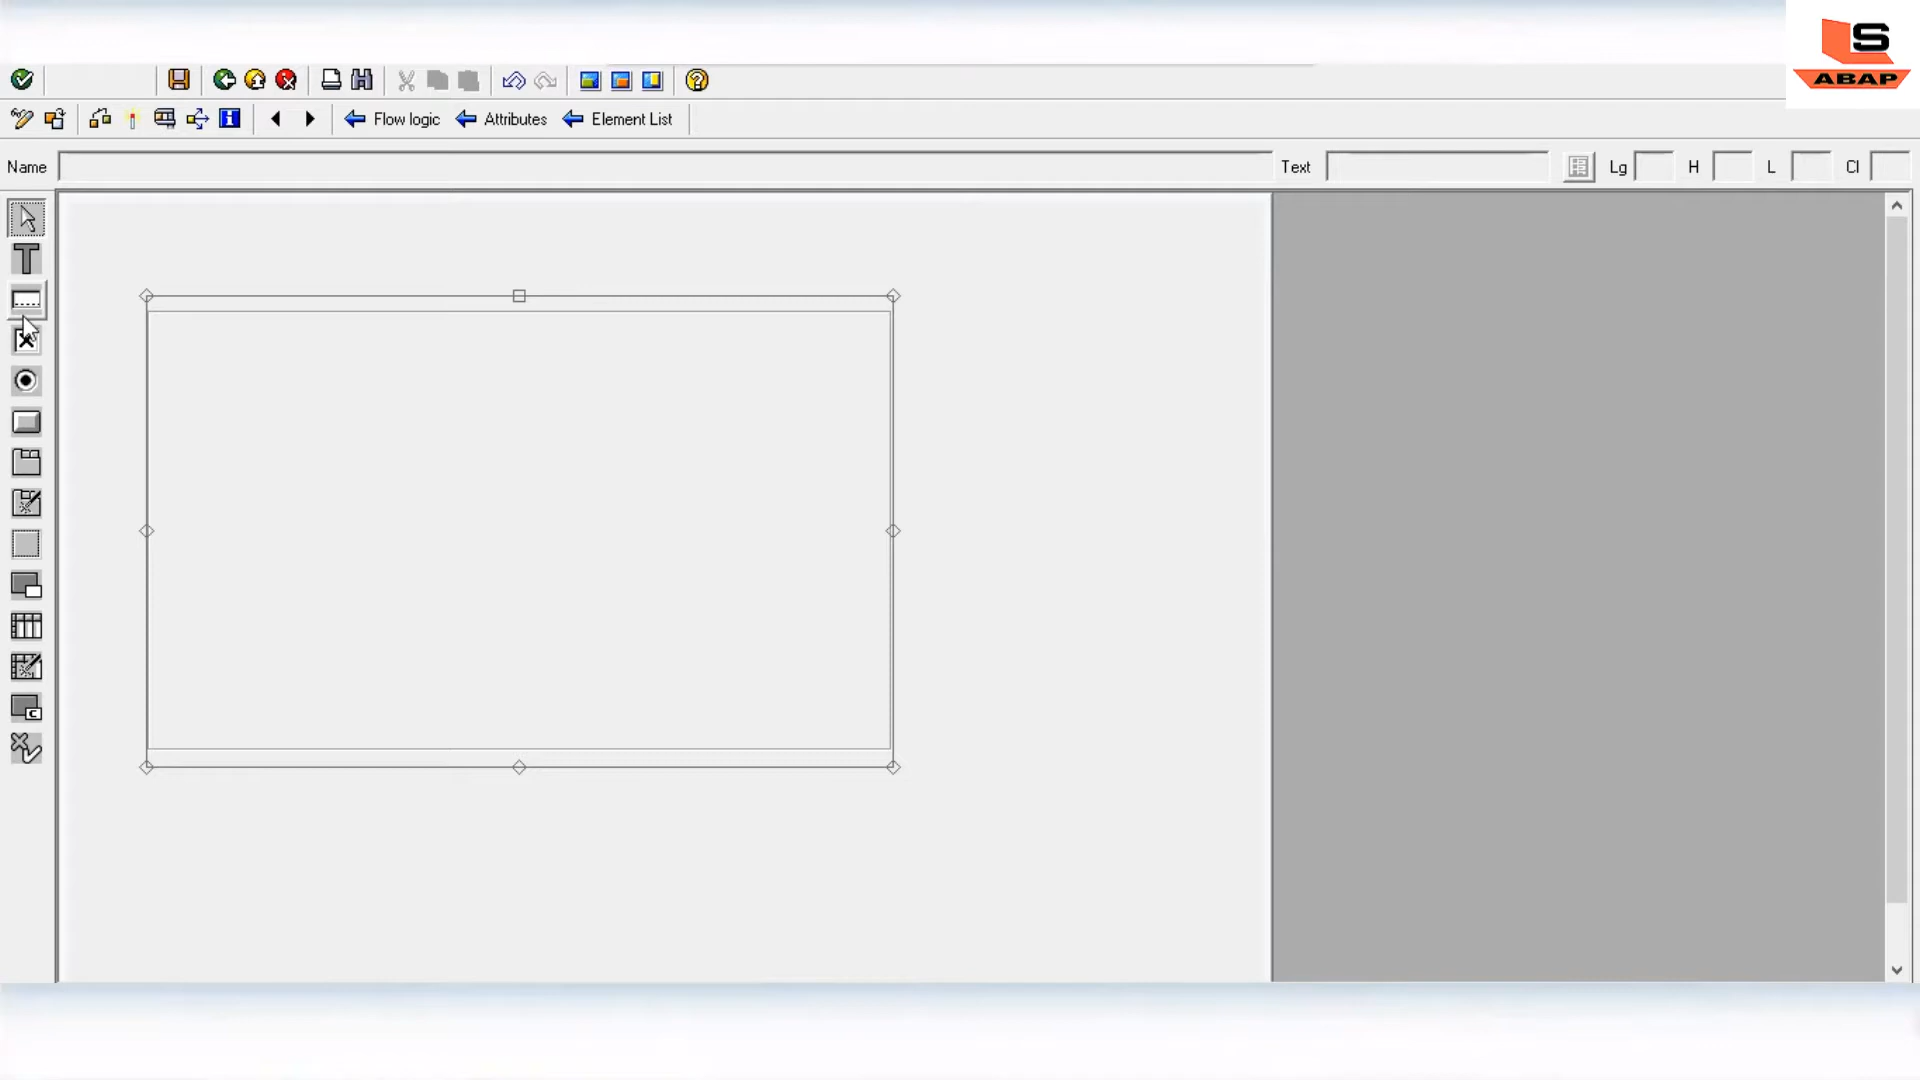 S
ABAP
Flow logic
Attributes
Element List
Name
Text
Lg
H
L
Cl
T
C